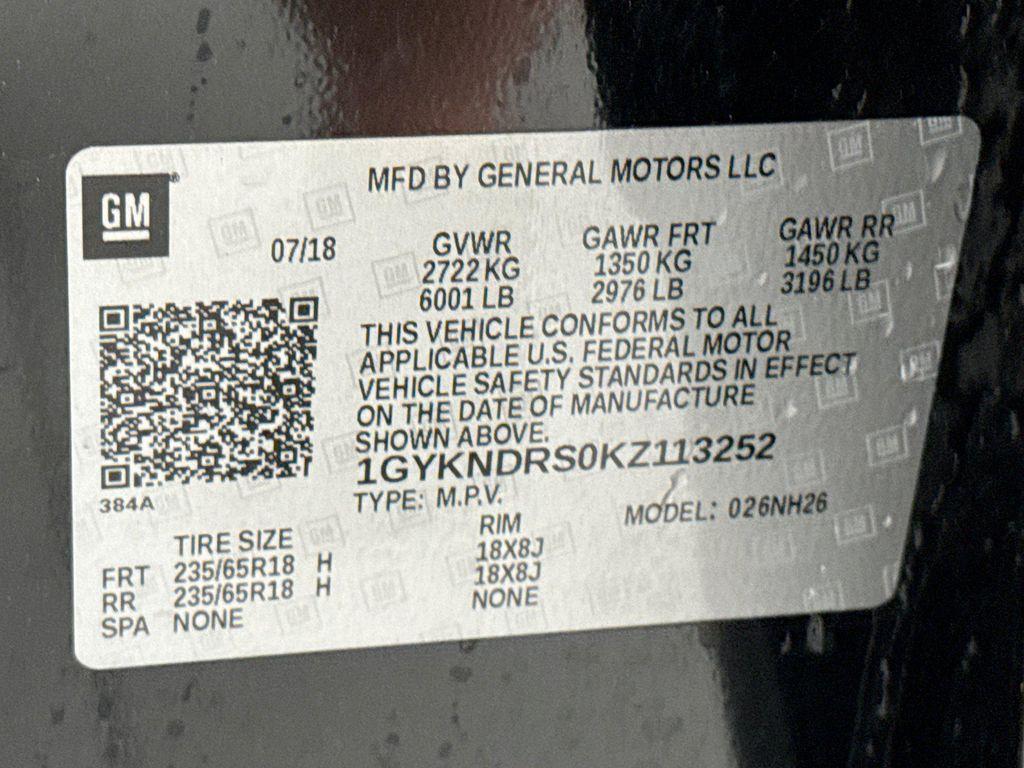 GM®
MFD BY GENERAL MOTORS LLC
07/18
GVWR GAWR FRT GAWR RR
2722 KG 1350 KG 1450 KG
6001 LB 2976 LB 3196 LB
THIS VEHICLE CONFORMS TO ALL
APPLICABLE U.S. FEDERAL MOTOR
VEHICLE SAFETY STANDARDS IN EFFECT
ON THE DATE OF MANUFACTURE
SHOWN ABOVE.
1GYKNDRS0KZ113252
384A
TYPE: M.P.V. MODEL: 026NH26
TIRE SIZE RIM
FRT 235/65R18 H 18X8J
RR 235/65R18 H 18X8J
SPA NONE NONE